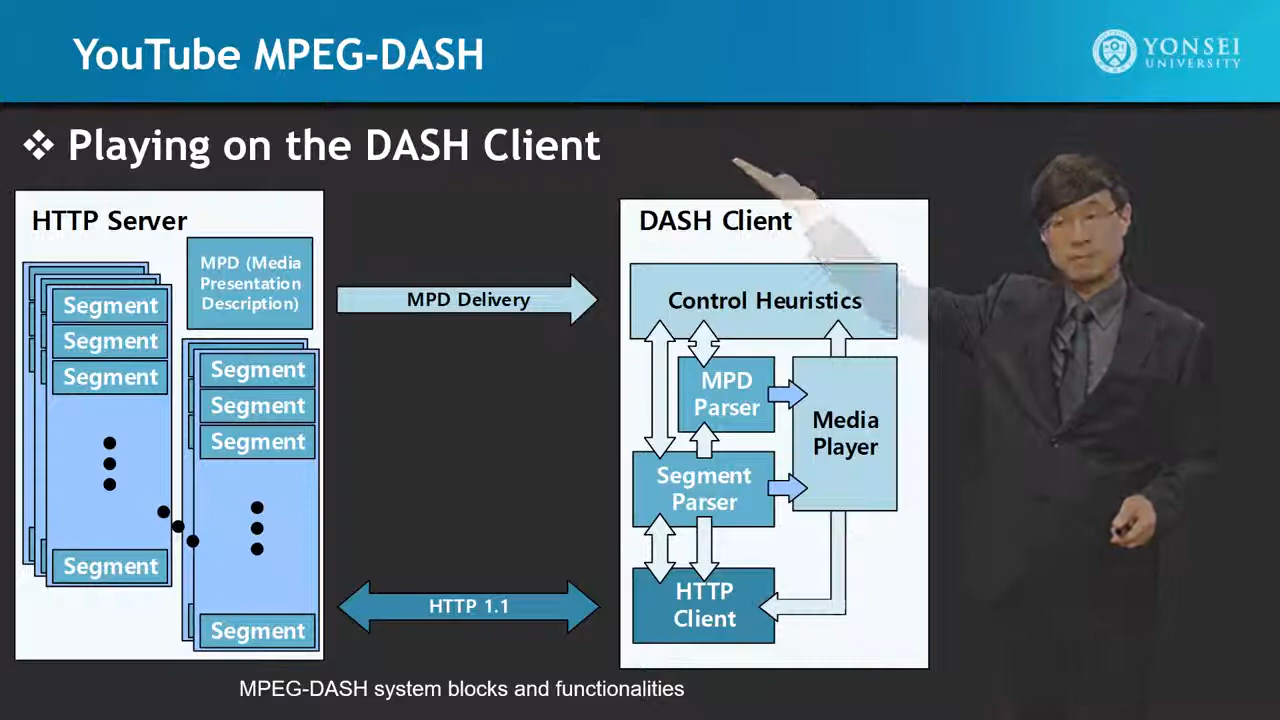 YouTube MPEG-DASH
YONSEI
UNIVERSITY
❖ Playing on the DASH Client
HTTP Server
MPD (Media
Presentation
Description)
Segment
Segment
Segment
Segment
Segment
Segment
Segment
Segment
MPD Delivery
HTTP 1.1
DASH Client
Control Heuristics
MPD
Parser
Media
Player
Segment
Parser
HTTP
Client
MPEG-DASH system blocks and functionalities